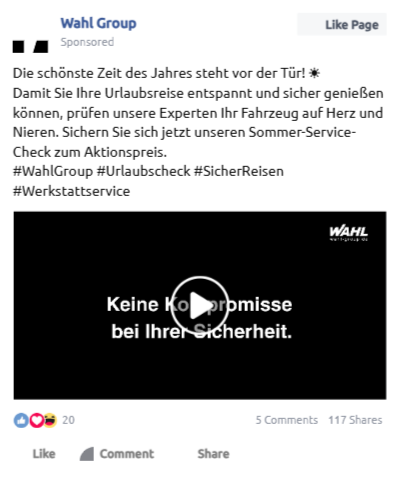 Wahl Group
Like Page
Sponsored
Die schönste Zeit des Jahres steht vor der Tür! ☀
Damit Sie Ihre Urlaubsreise entspannt und sicher genießen
können, prüfen unsere Experten Ihr Fahrzeug auf Herz und
Nieren. Sichern Sie sich jetzt unseren Sommer-Service-
Check zum Aktionspreis.
#WahlGroup #Urlaubscheck #SicherReisen
#Werkstattservice
WAHL
Keine Kompromisse
bei Ihrer Sicherheit.
20
5 Comments 117 Shares
Like Comment Share